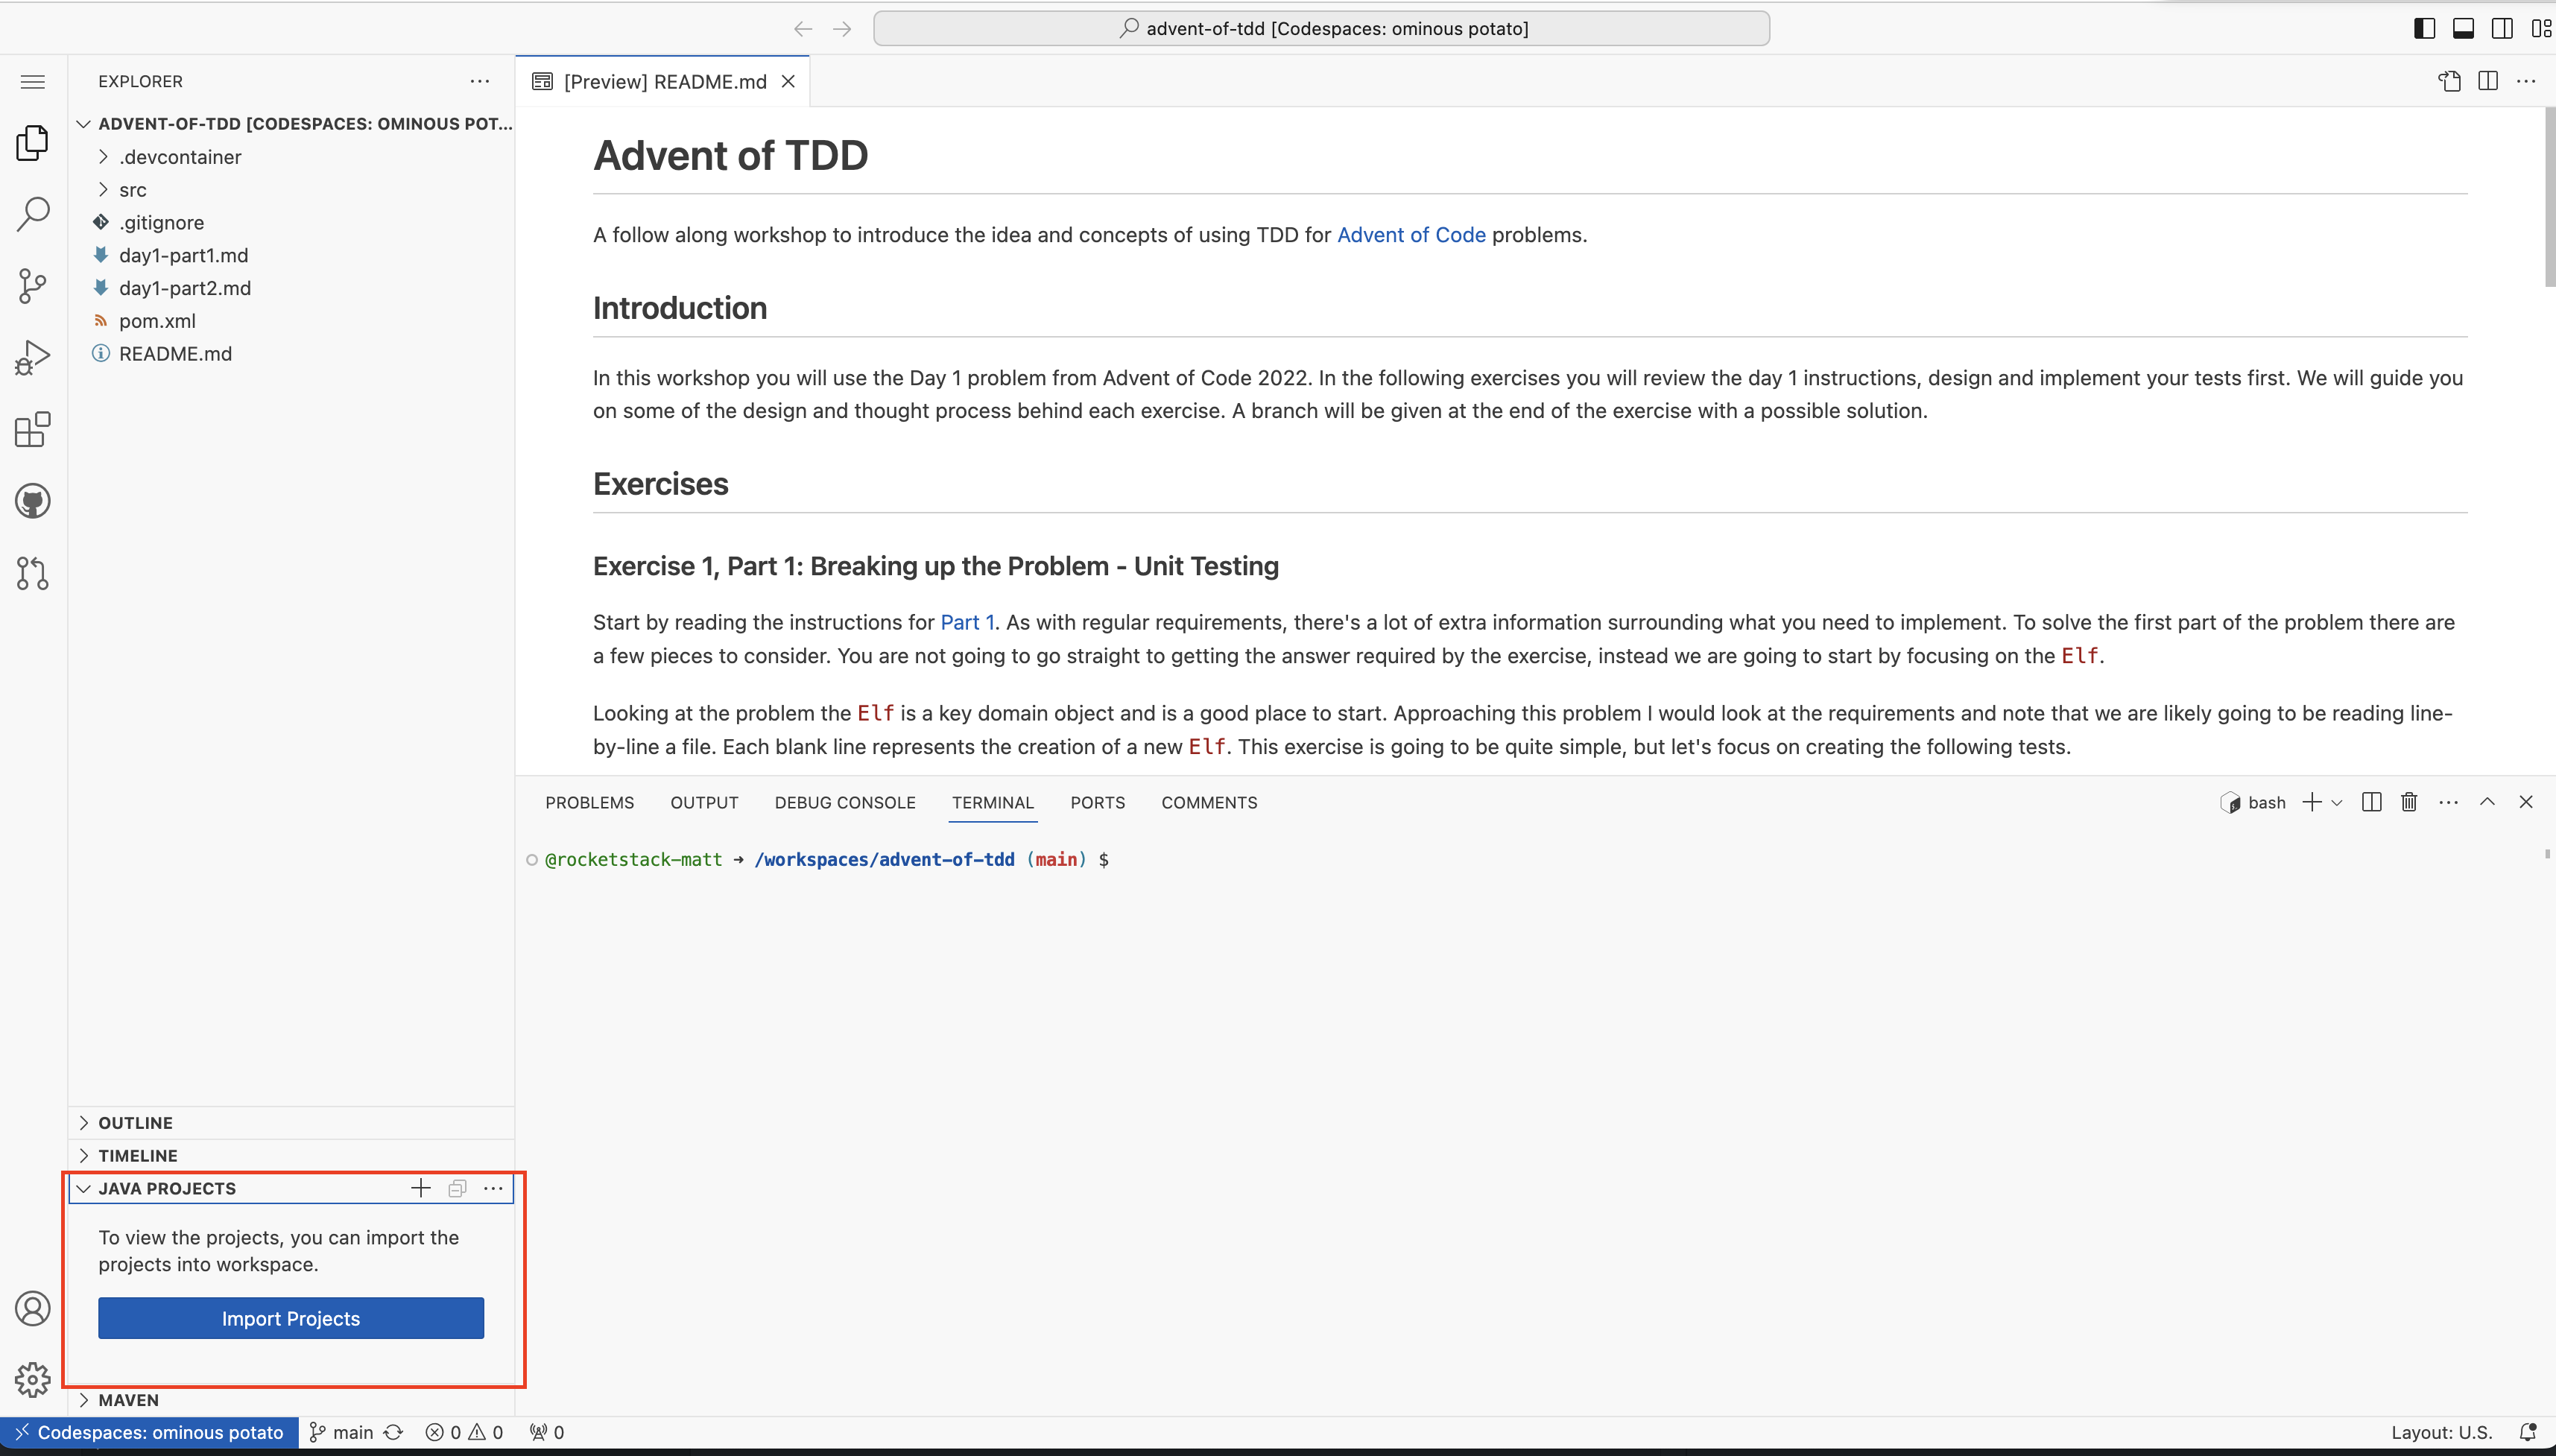 advent-of-tdd [Codespaces: ominous potato]
EXPLORER
ADVENT-OF-TDD [CODESPACES: OMINOUS POT...
.devcontainer
src
.gitignore
day1-part1.md
day1-part2.md
pom.xml
README.md
OUTLINE
TIMELINE
JAVA PROJECTS
To view the projects, you can import the
projects into workspace.
Import Projects
MAVEN
[Preview] README.md
Advent of TDD
A follow along workshop to introduce the idea and concepts of using TDD for Advent of Code problems.
Introduction
In this workshop you will use the Day 1 problem from Advent of Code 2022. In the following exercises you will review the day 1 instructions, design and implement your tests first. We will guide you
on some of the design and thought process behind each exercise. A branch will be given at the end of the exercise with a possible solution.
Exercises
Exercise 1, Part 1: Breaking up the Problem - Unit Testing
Start by reading the instructions for Part 1. As with regular requirements, there's a lot of extra information surrounding what you need to implement. To solve the first part of the problem there are
a few pieces to consider. You are not going to go straight to getting the answer required by the exercise, instead we are going to start by focusing on the Elf.
Looking at the problem the Elf is a key domain object and is a good place to start. Approaching this problem I would look at the requirements and note that we are likely going to be reading line-
by-line a file. Each blank line represents the creation of a new Elf. This exercise is going to be quite simple, but let's focus on creating the following tests.
PROBLEMS OUTPUT DEBUG CONSOLE TERMINAL PORTS COMMENTS bash
@rocketstack-matt ➜ /workspaces/advent-of-tdd (main) $
Codespaces: ominous potato main 0 0 0 Layout: U.S.